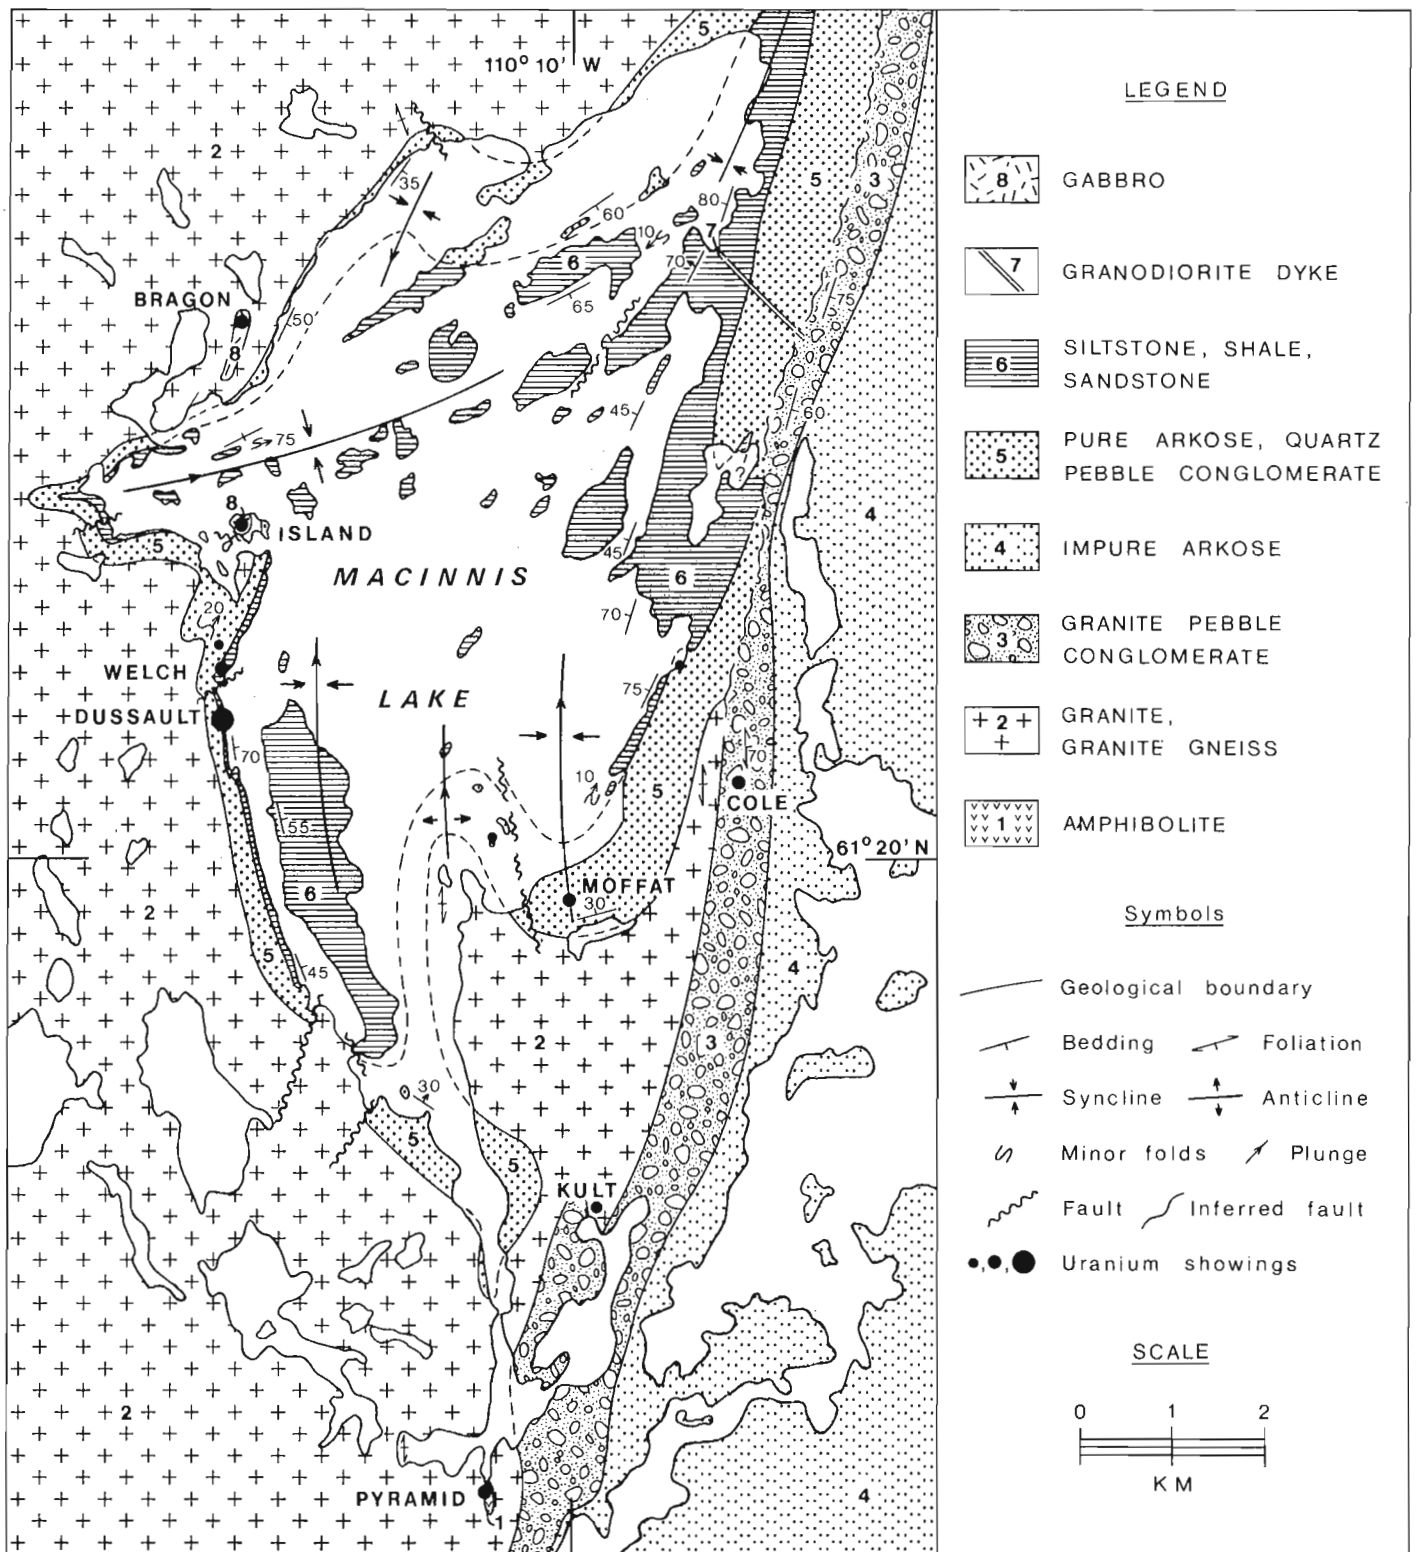 110° 10' W
5
2
35
60
80
5
3
10
7
6
70
BRAGON
65
75
50
8
45
60
75
8
ISLAND
4
5
45
MACINNIS
6
20
70
WELCH
LAKE
75
DUSSAULT
70
70
10
5
COLE
55
61° 20' N
6
MOFFAT
30
2
5
45
4
2
3
30
5
5
KULT
2
PYRAMID
1
4
LEGEND
8 GABBRO
7 GRANODIORITE DYKE
6 SILTSTONE, SHALE,
SANDSTONE
5 PURE ARKOSE, QUARTZ
PEBBLE CONGLOMERATE
4 IMPURE ARKOSE
3 GRANITE PEBBLE
CONGLOMERATE
2 GRANITE,
GRANITE GNEISS
1 AMPHIBOLITE
Symbols
Geological boundary
Bedding Foliation
Syncline Anticline
Minor folds Plunge
Fault Inferred fault
Uranium showings
SCALE
0 1 2
KM